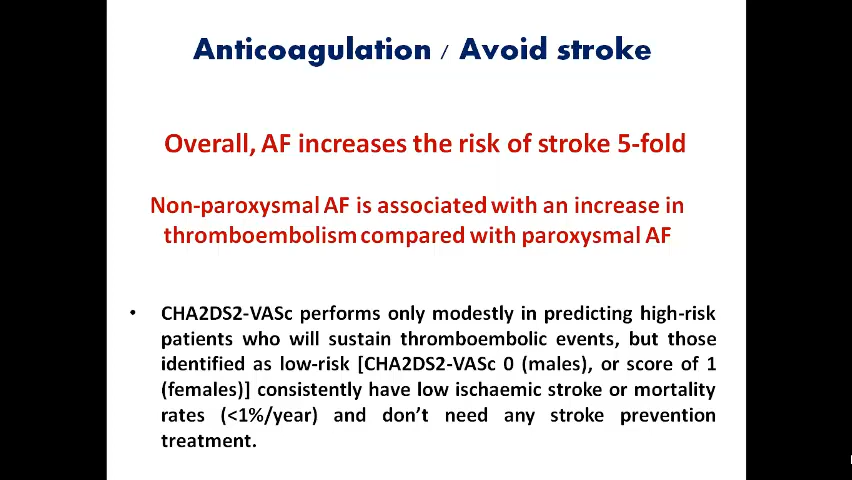 Anticoagulation / Avoid stroke
Overall, AF increases the risk of stroke 5-fold
Non-paroxysmal AF is associated with an increase in
thromboembolism compared with paroxysmal AF
• CHA2DS2-VASc performs only modestly in predicting high-risk
patients who will sustain thromboembolic events, but those
identified as low-risk [CHA2DS2-VASc 0 (males), or score of 1
(females)] consistently have low ischaemic stroke or mortality
rates (<1%/year) and don't need any stroke prevention
treatment.